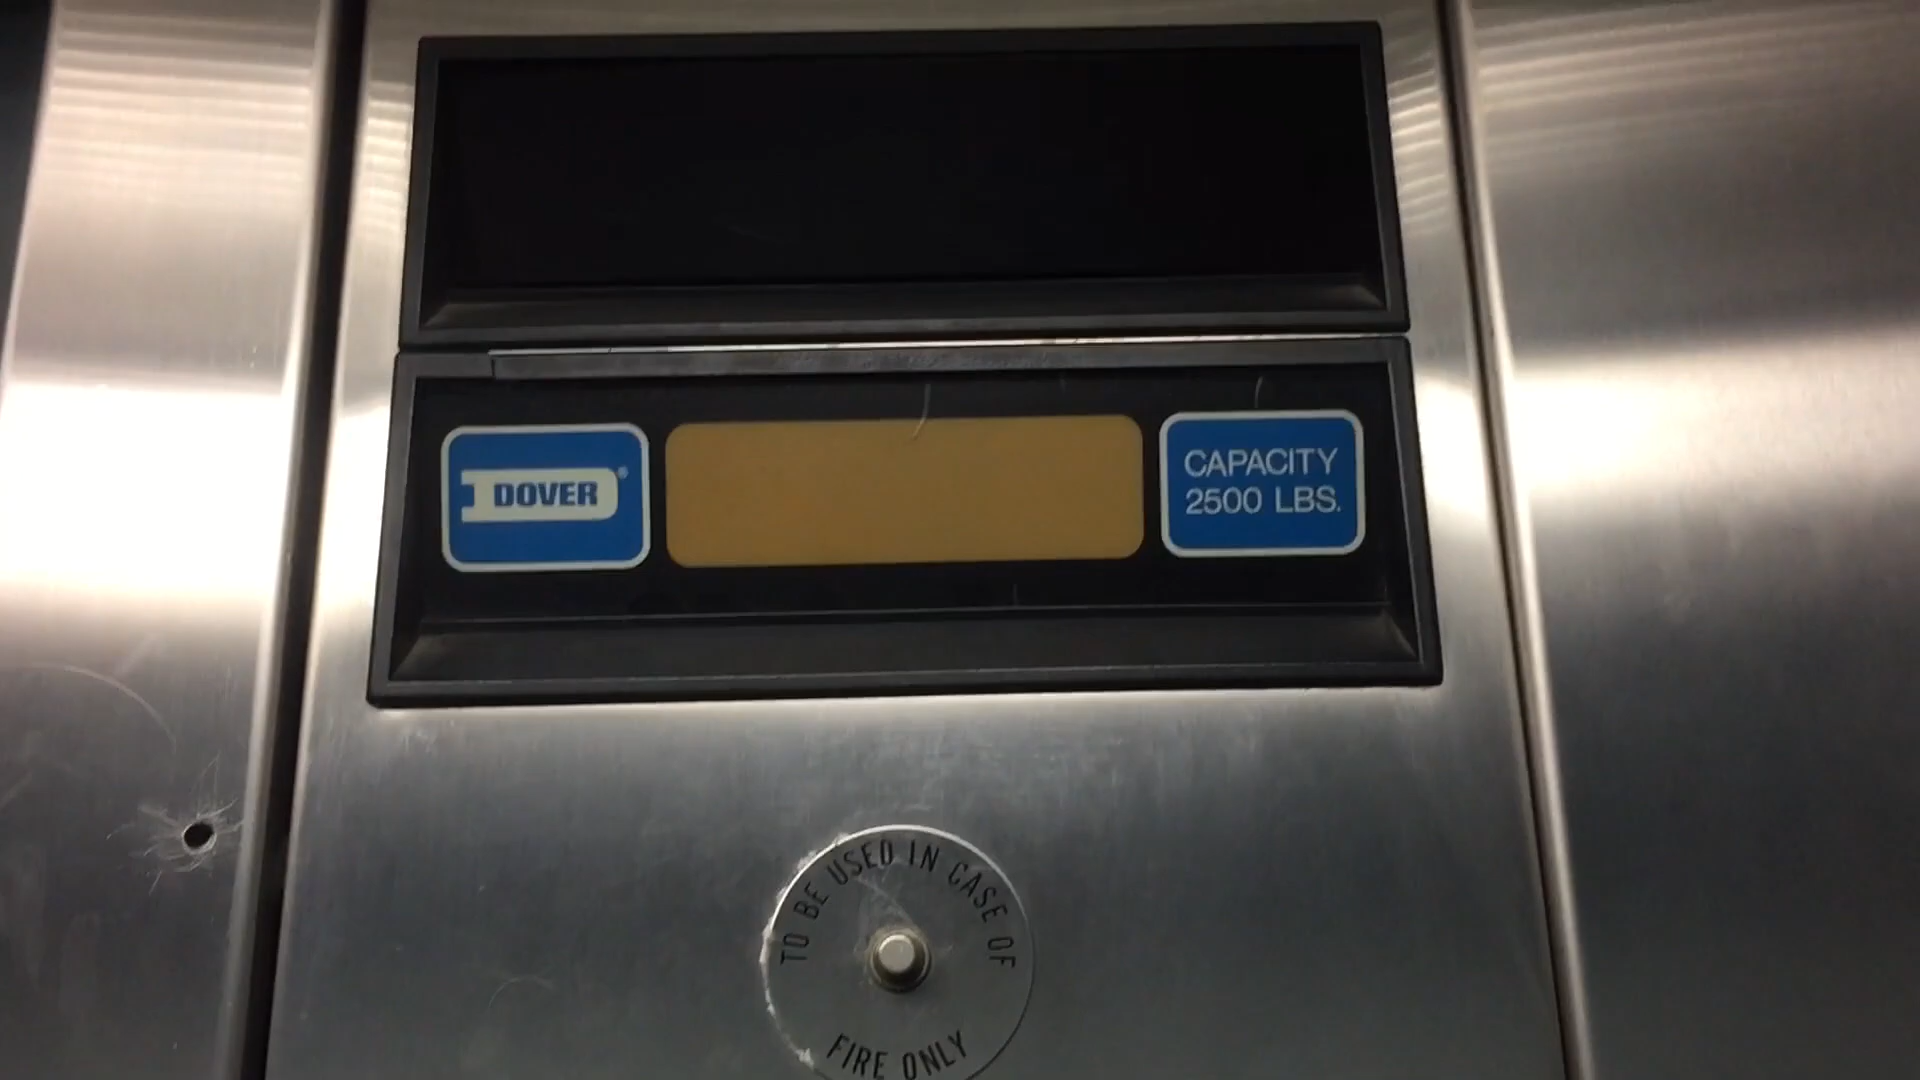 DOVER®
CAPACITY
2500 LBS.
TO BE USED IN CASE OF
FIRE ONLY